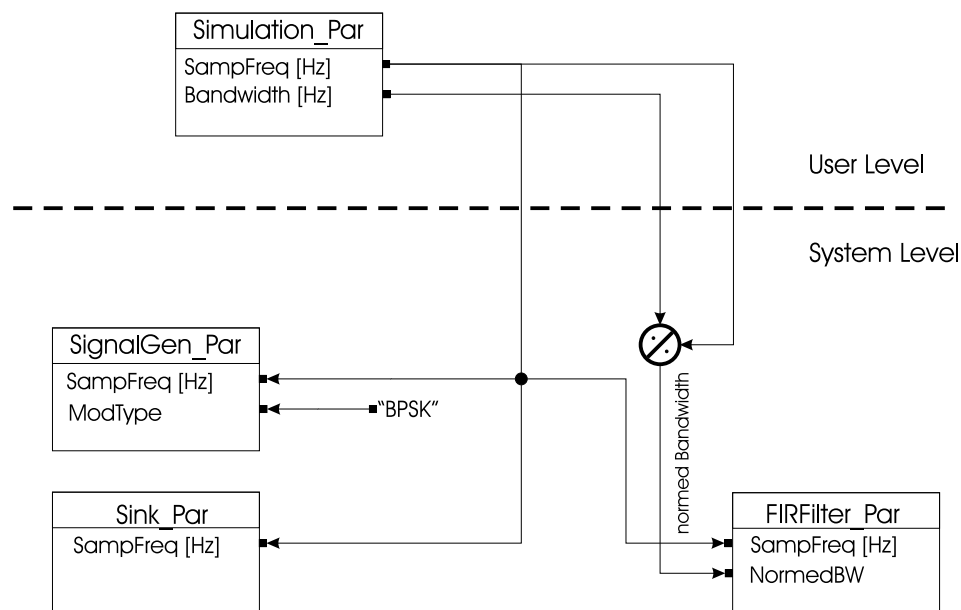 Simulation_Par
SampFreq [Hz]
Bandwidth [Hz]
User Level
System Level
SignalGen_Par
SampFreq [Hz]
ModType
“BPSK”
normed Bandwidth
Sink_Par
SampFreq [Hz]
FIRFilter_Par
SampFreq [Hz]
NormedBW